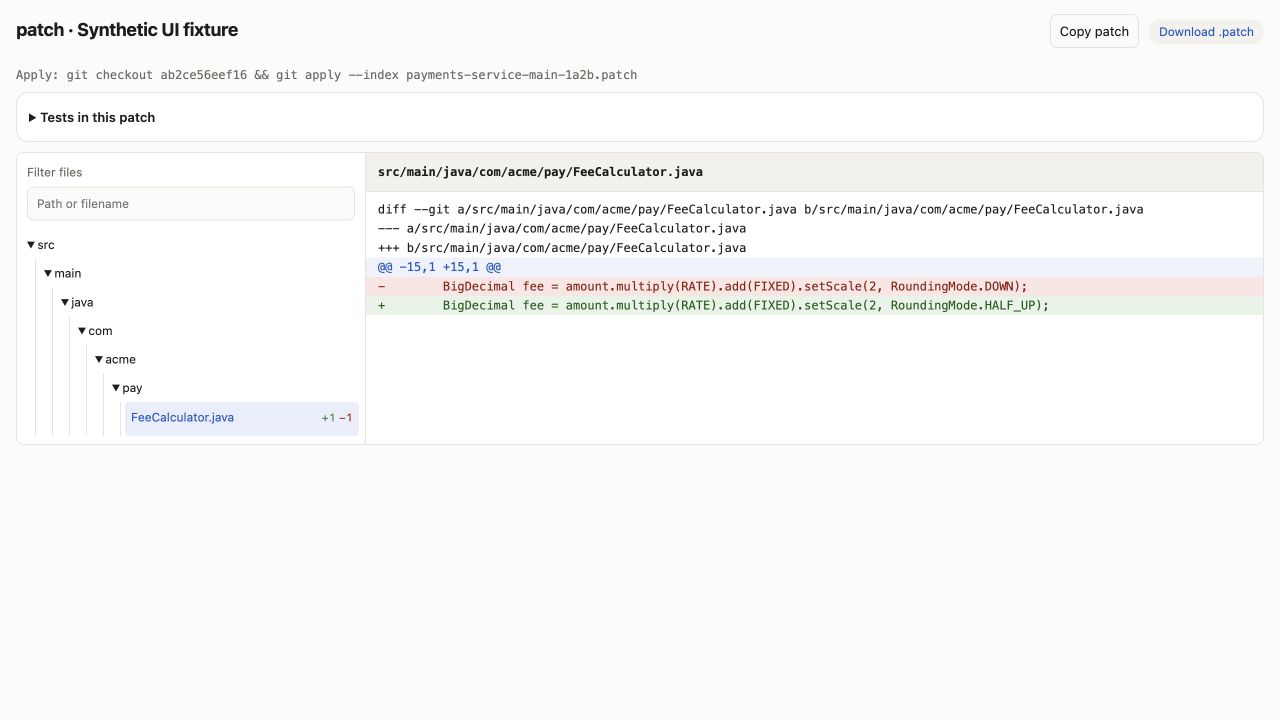 patch · Synthetic UI fixture
Copy patch
Download .patch
Apply: git checkout ab2ce56eef16 && git apply --index payments-service-main-1a2b.patch
▶ Tests in this patch
Filter files
Path or filename
▼ src
▼ main
▼ java
▼ com
▼ acme
▼ pay
FeeCalculator.java +1 −1
src/main/java/com/acme/pay/FeeCalculator.java
diff --git a/src/main/java/com/acme/pay/FeeCalculator.java b/src/main/java/com/acme/pay/FeeCalculator.java
--- a/src/main/java/com/acme/pay/FeeCalculator.java
+++ b/src/main/java/com/acme/pay/FeeCalculator.java
@@ -15,1 +15,1 @@
-        BigDecimal fee = amount.multiply(RATE).add(FIXED).setScale(2, RoundingMode.DOWN);
+        BigDecimal fee = amount.multiply(RATE).add(FIXED).setScale(2, RoundingMode.HALF_UP);